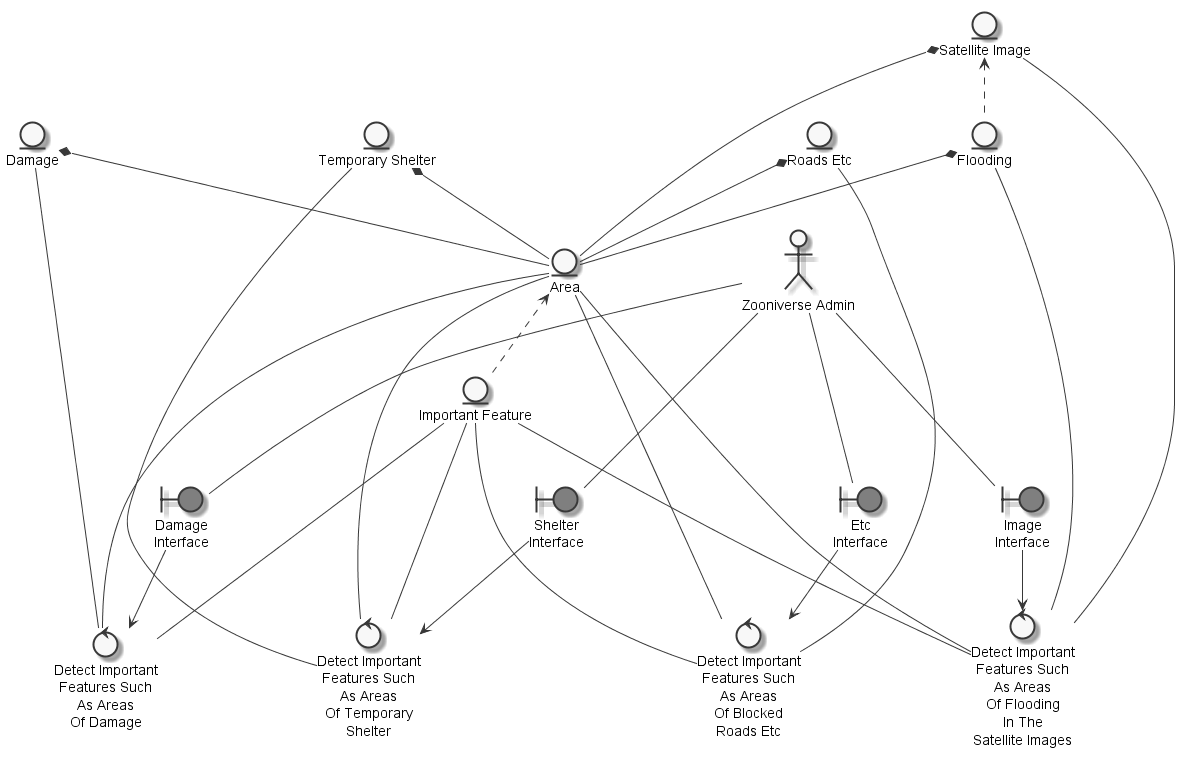 Satellite Image
Damage
Temporary Shelter
Roads Etc
Flooding
Area
Zooniverse Admin
Important Feature
Damage
Interface
Shelter
Interface
Etc
Interface
Image
Interface
Detect Important
Features Such
As Areas
Of Damage
Detect Important
Features Such
As Areas
Of Temporary
Shelter
Detect Important
Features Such
As Areas
Of Blocked
Roads Etc
Detect Important
Features Such
As Areas
Of Flooding
In The
Satellite Images